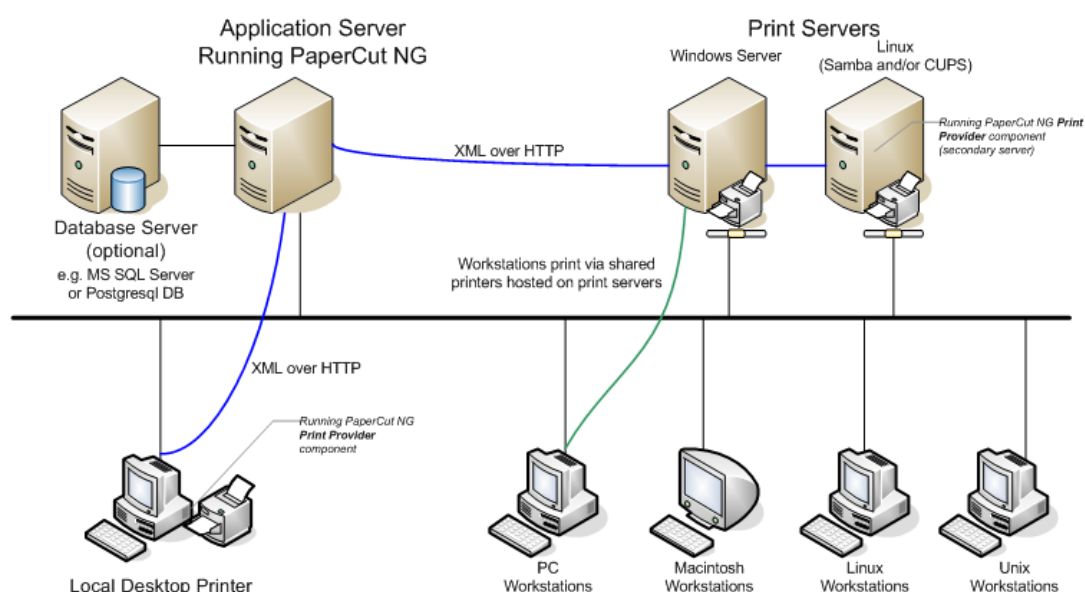 Application Server
Running PaperCut NG
Print Servers
Windows Server
Linux
(Samba and/or CUPS)
Running PaperCut NG Print
Provider component
(secondary server)
XML over HTTP
Database Server
(optional)
e.g. MS SQL Server
or Postgresql DB
Workstations print via shared
printers hosted on print servers
XML over HTTP
Running PaperCut NG
Print Provider
component
Local Desktop Printer
PC
Workstations
Macintosh
Workstations
Linux
Workstations
Unix
Workstations